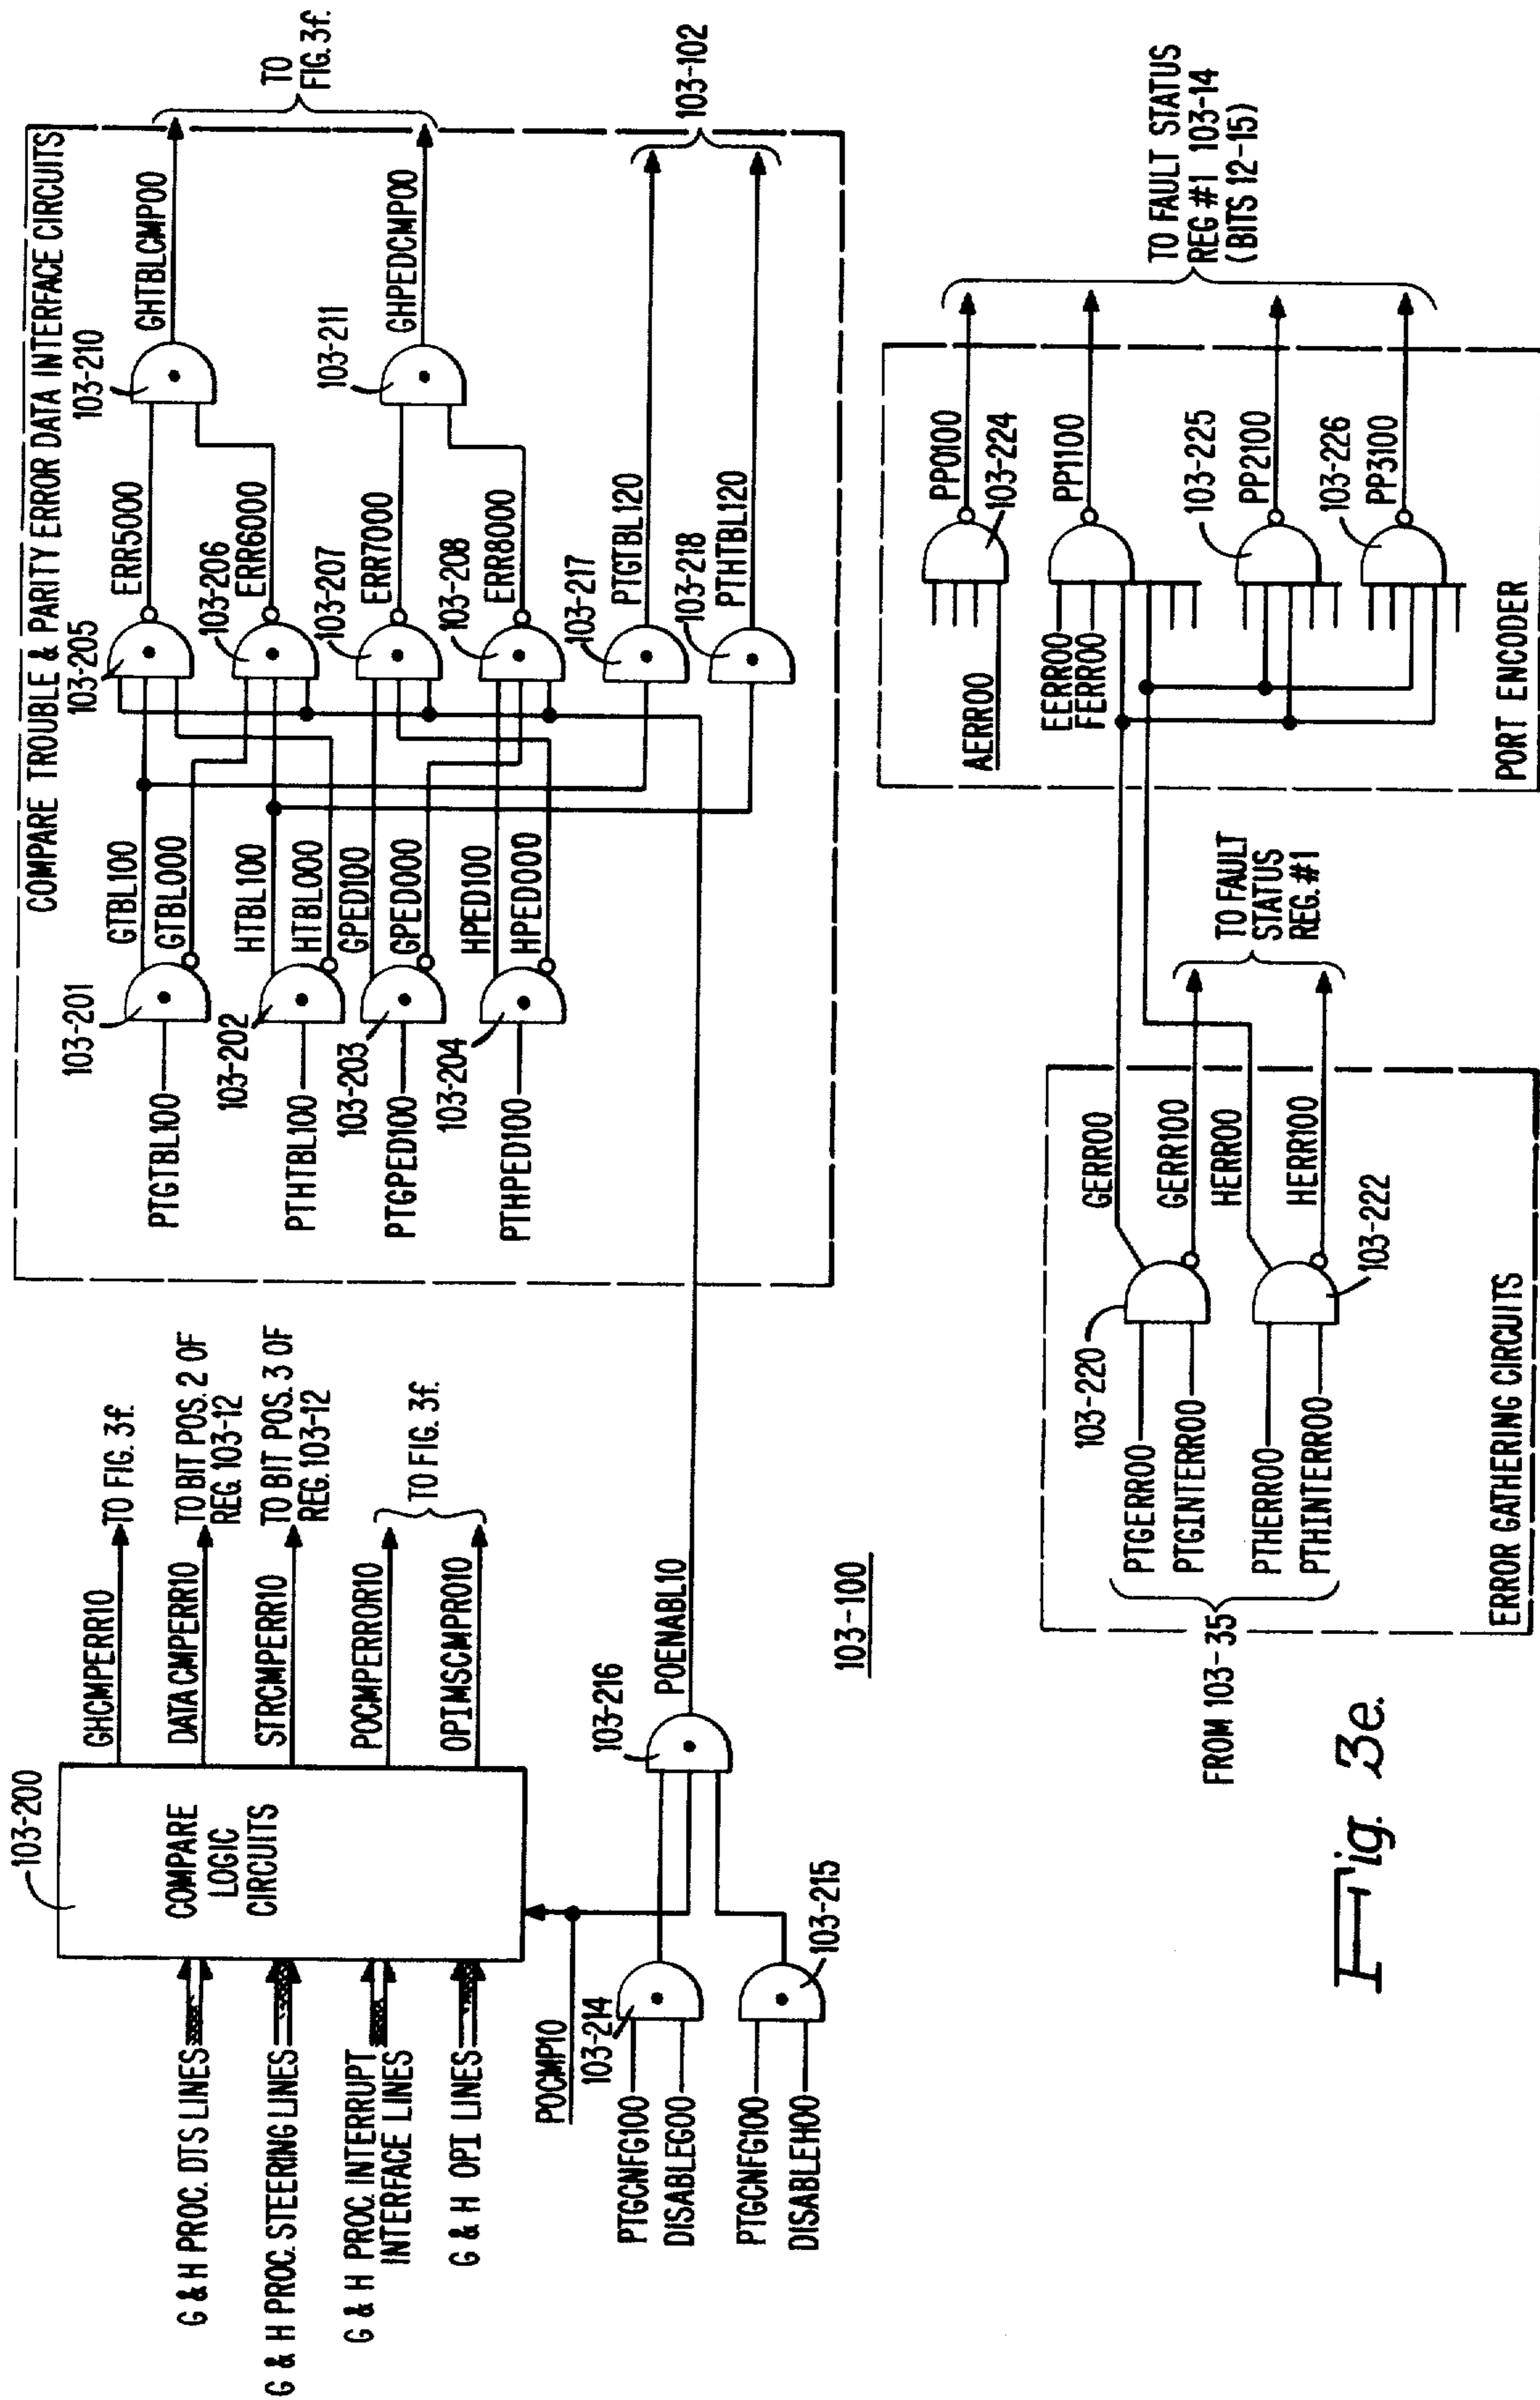 103-200
COMPARE
LOGIC
CIRCUITS
G & H PROC. DTS LINES
G & H PROC. STEERING LINES
G & H PROC. INTERRUPT
INTERFACE LINES
G & H OPI LINES
GHCMPERR10
TO FIG. 3f.
DATACMPERR10
TO BIT POS. 2 OF
REG. 103-12
STRCMPERR10
TO BIT POS. 3 OF
REG. 103-12
POCMPERROR10
OPIMSCMPRO10
TO FIG. 3f.
POCMP10
103-214
PTGCNFG100
DISABLEG00
PTGCNFG100
DISABLEH00
103-215
103-216
POENABL10
103-100
COMPARE TROUBLE & PARITY ERROR DATA INTERFACE CIRCUITS
PTGTBL100
103-201
GTBL100
GTBL000
PTHTBL100
103-202
HTBL100
HTBL000
PTGPED100
103-203
GPED100
GPED000
PTHPED100
103-204
HPED100
HPED000
103-205
ERR5000
103-206
ERR6000
103-207
ERR7000
103-208
ERR8000
103-217
PTGTBL120
103-218
PTHTBL120
103-210
GHTBLCMP00
103-211
GHPEDCMP00
TO
FIG. 3f.
103-102
FROM 103-35
PTGERR00
PTGINTERR00
PTHERR00
PTHINTERR00
103-220
103-222
GERR00
GERR100
HERR00
HERR100
ERROR GATHERING CIRCUITS
TO FAULT
STATUS
REG. #1
AERR00
EERR00
FERR00
PP0100
103-224
PP1100
103-225
PP2100
103-226
PP3100
PORT ENCODER
TO FAULT STATUS
REG #1 103-14
(BITS 12-15)
Fig. 3e.